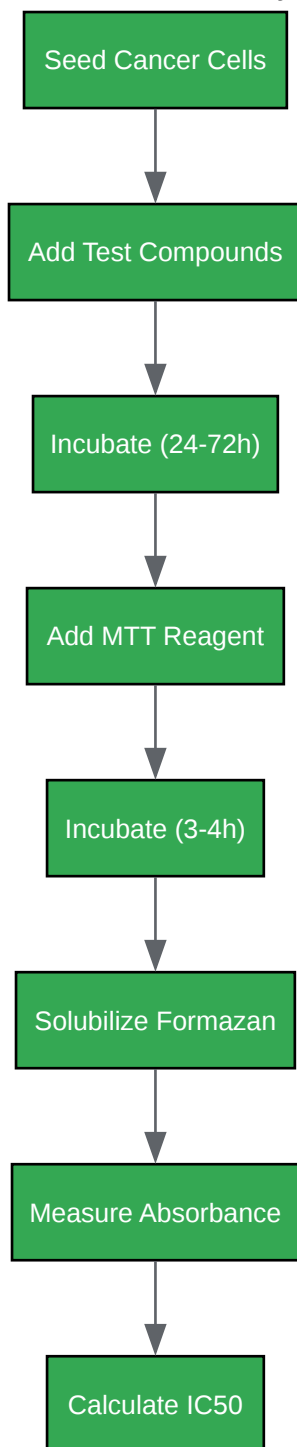 Seed Cancer Cells
Add Test Compounds
Incubate (24-72h)
Add MTT Reagent
Incubate (3-4h)
Solubilize Formazan
Measure Absorbance
Calculate IC50